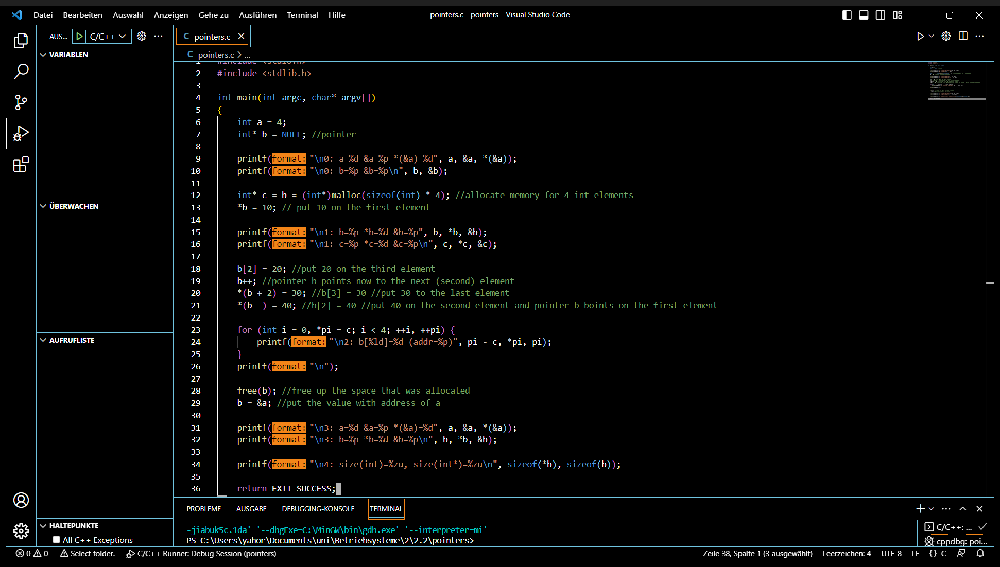 Datei Bearbeiten Auswahl Anzeigen Gehe zu Ausführen Terminal Hilfe
pointers.c - pointers - Visual Studio Code
AUS... C/C++
pointers.c
pointers.c > ...
VARIABLEN
ÜBERWACHEN
AUFRUFLISTE
HALTEPUNKTE
All C++ Exceptions
1 #include <stdio.h>
2 #include <stdlib.h>
3
4 int main(int argc, char* argv[])
5 {
6 int a = 4;
7 int* b = NULL; //pointer
8
9 printf(format: "\n0: a=%d &a=%p *(&a)=%d", a, &a, *(&a));
10 printf(format: "\n0: b=%p &b=%p\n", b, &b);
11
12 int* c = b = (int*)malloc(sizeof(int) * 4); //allocate memory for 4 int elements
13 *b = 10; // put 10 on the first element
14
15 printf(format: "\n1: b=%p *b=%d &b=%p", b, *b, &b);
16 printf(format: "\n1: c=%p *c=%d &c=%p\n", c, *c, &c);
17
18 b[2] = 20; //put 20 on the third element
19 b++; //pointer b points now to the next (second) element
20 *(b + 2) = 30; //b[3] = 30 //put 30 to the last element
21 *(b--) = 40; //b[2] = 40 //put 40 on the second element and pointer b boints on the first element
22
23 for (int i = 0, *pi = c; i < 4; ++i, ++pi) {
24 printf(format: "\n2: b[%ld]=%d (addr=%p)", pi - c, *pi, pi);
25 }
26 printf(format: "\n");
27
28 free(b); //free up the space that was allocated
29 b = &a; //put the value with address of a
30
31 printf(format: "\n3: a=%d &a=%p *(&a)=%d", a, &a, *(&a));
32 printf(format: "\n3: b=%p *b=%d &b=%p\n", b, *b, &b);
33
34 printf(format: "\n4: size(int)=%zu, size(int*)=%zu\n", sizeof(*b), sizeof(b));
35
36 return EXIT_SUCCESS;
PROBLEME AUSGABE DEBUGGING-KONSOLE TERMINAL
-jiabuk5c.1da' '--dbgExe=C:\MinGW\bin\gdb.exe' '--interpreter=mi'
PS C:\Users\yahor\Documents\uni\Betriebsysteme\2\2.2\pointers>
C/C++: ...
cppdbg: poi...
0 0 Select folder. C/C++ Runner: Debug Session (pointers)
Zeile 38, Spalte 1 (3 ausgewählt) Leerzeichen: 4 UTF-8 LF {} C